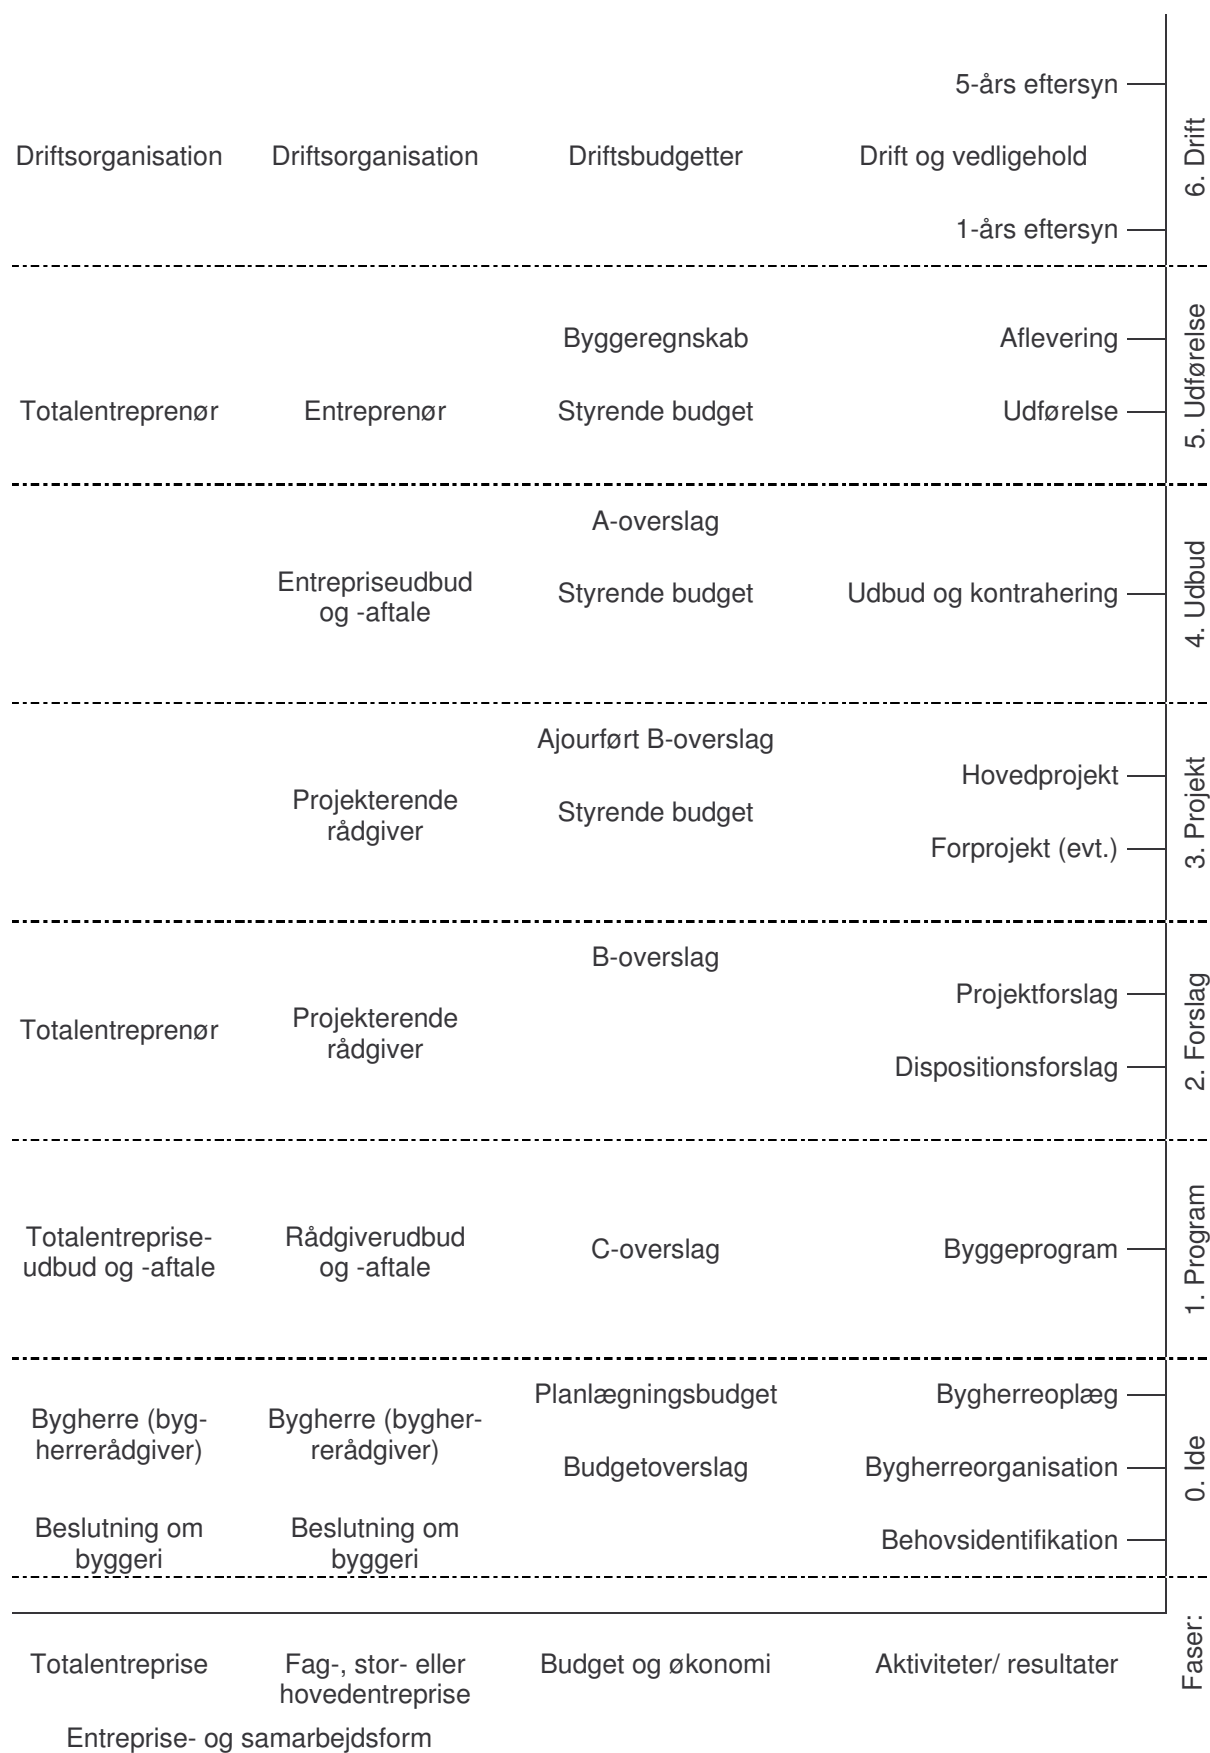 5-års eftersyn
Driftsorganisation Driftsorganisation Driftsbudgetter Drift og vedligehold
1-års eftersyn
6. Drift
Byggeregnskab Aflevering
Totalentreprenør Entreprenør Styrende budget Udførelse
5. Udførelse
A-overslag
Entrepriseudbud
og -aftale
Styrende budget
Udbud og kontrahering
4. Udbud
Ajourført B-overslag
Hovedprojekt
Projekterende
rådgiver
Styrende budget
Forprojekt (evt.)
3. Projekt
B-overslag
Projektforslag
Totalentreprenør
Projekterende
rådgiver
Dispositionsforslag
2. Forslag
Totalentreprise-
udbud og -aftale
Rådgiverudbud
og -aftale
C-overslag
Byggeprogram
1. Program
Planlægningsbudget
Bygherreoplæg
Bygherre (byg-
herrerådgiver)
Bygherre (bygher-
rerådgiver)
Budgetoverslag
Bygherreorganisation
Beslutning om
byggeri
Beslutning om
byggeri
Behovsidentifikation
0. Ide
Totalentreprise
Fag-, stor- eller
hovedentreprise
Budget og økonomi
Aktiviteter/ resultater
Faser:
Entreprise- og samarbejdsform